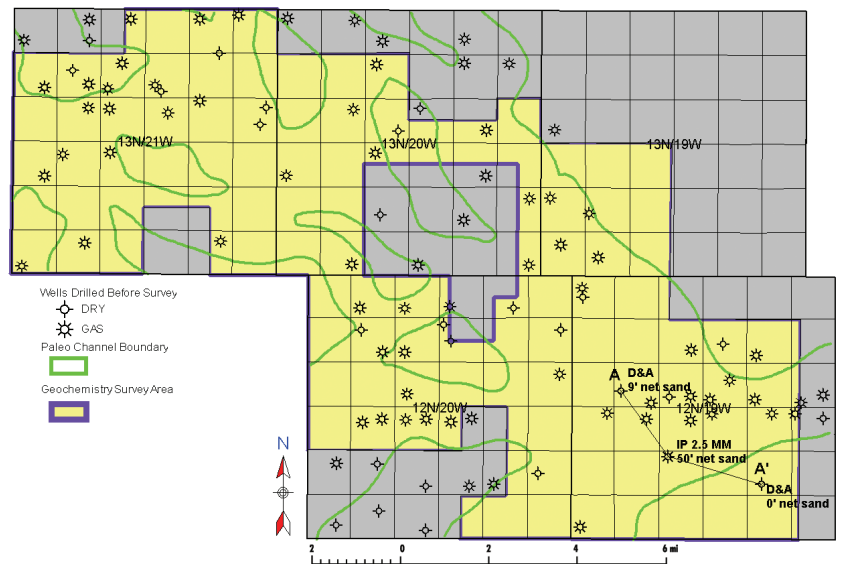 13N/21W
13N/20W
13N/19W
Wells Drilled Before Survey
DRY
GAS
Paleo Channel Boundary
Geochemistry Survey Area
12N/20W
12N/19W
A
D&A
9' net sand
IP 2.5 MM
50' net sand
A'
D&A
0' net sand
N
2 0 2 4 6 mi